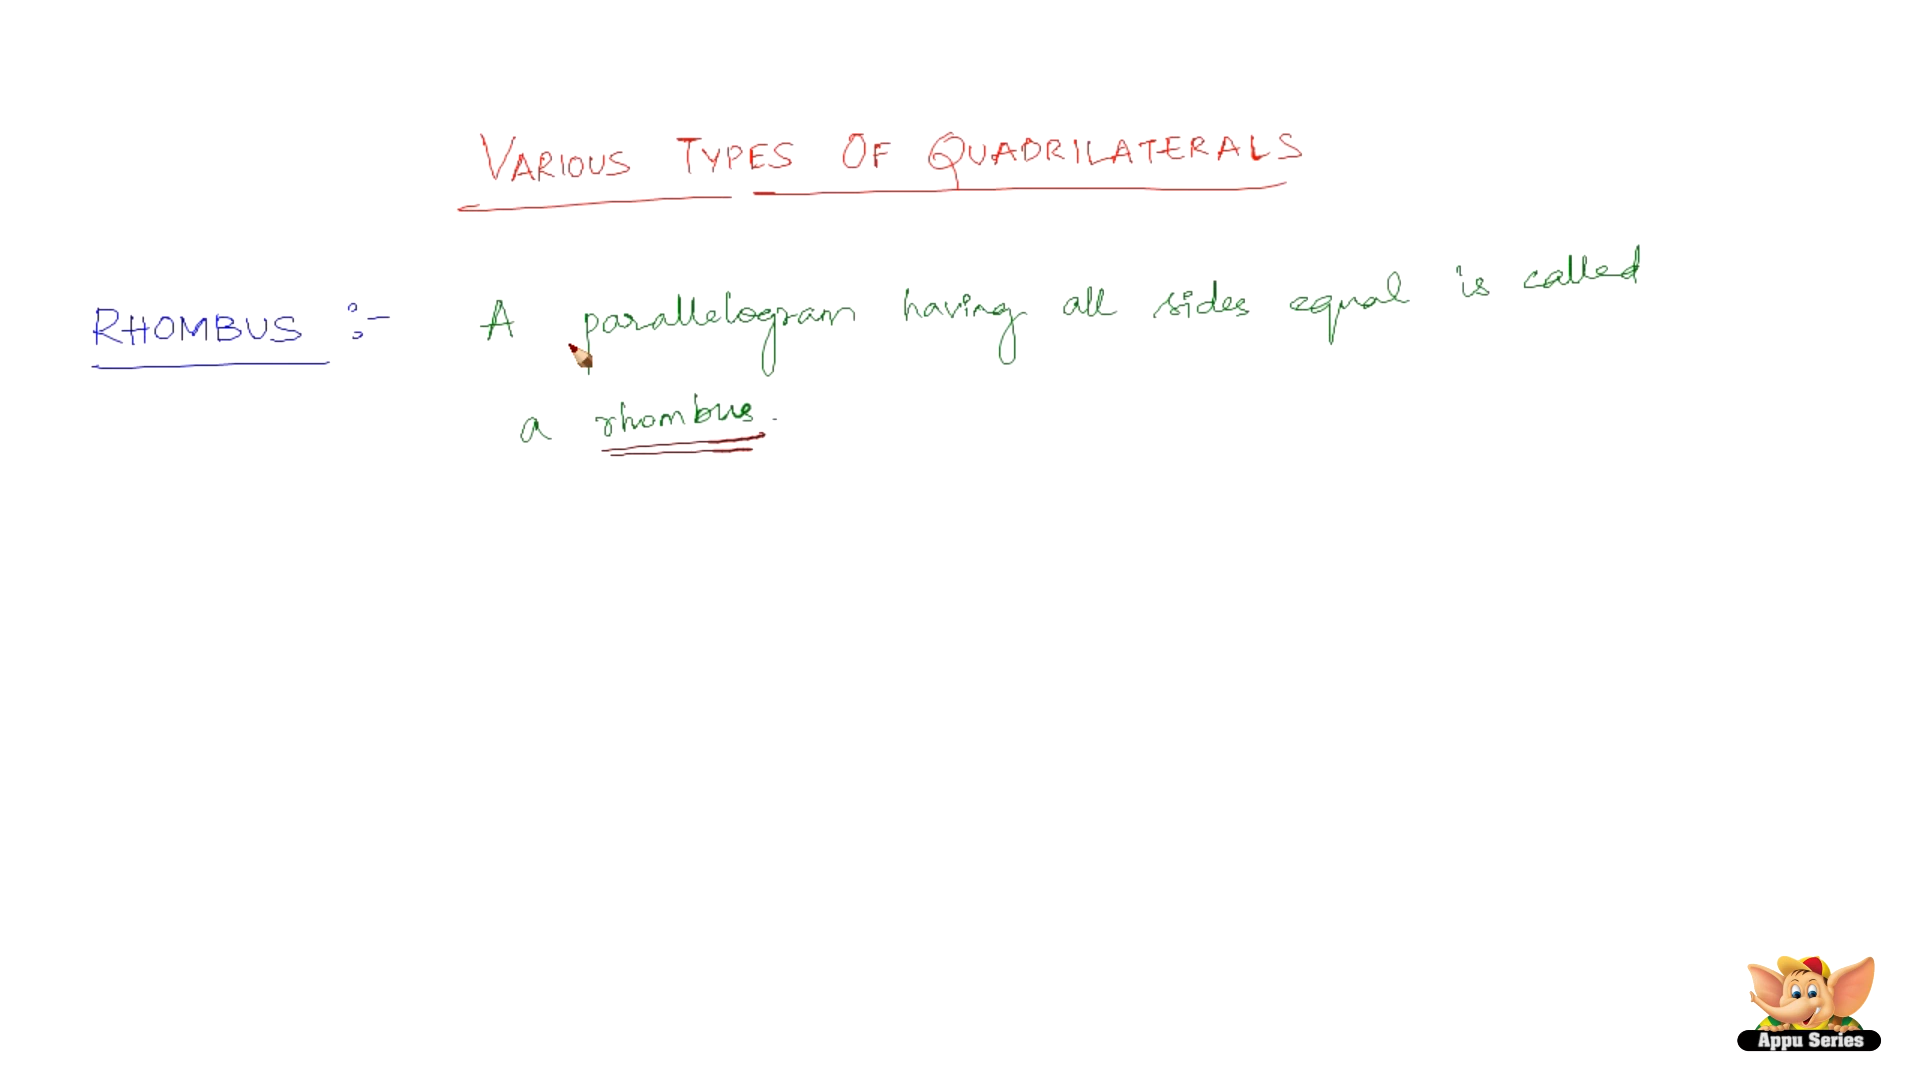 VARIOUS TYPES OF QUADRILATERALS
RHOMBUS :- A parallelogram having all sides equal is called
a rhombus.
Appu Series